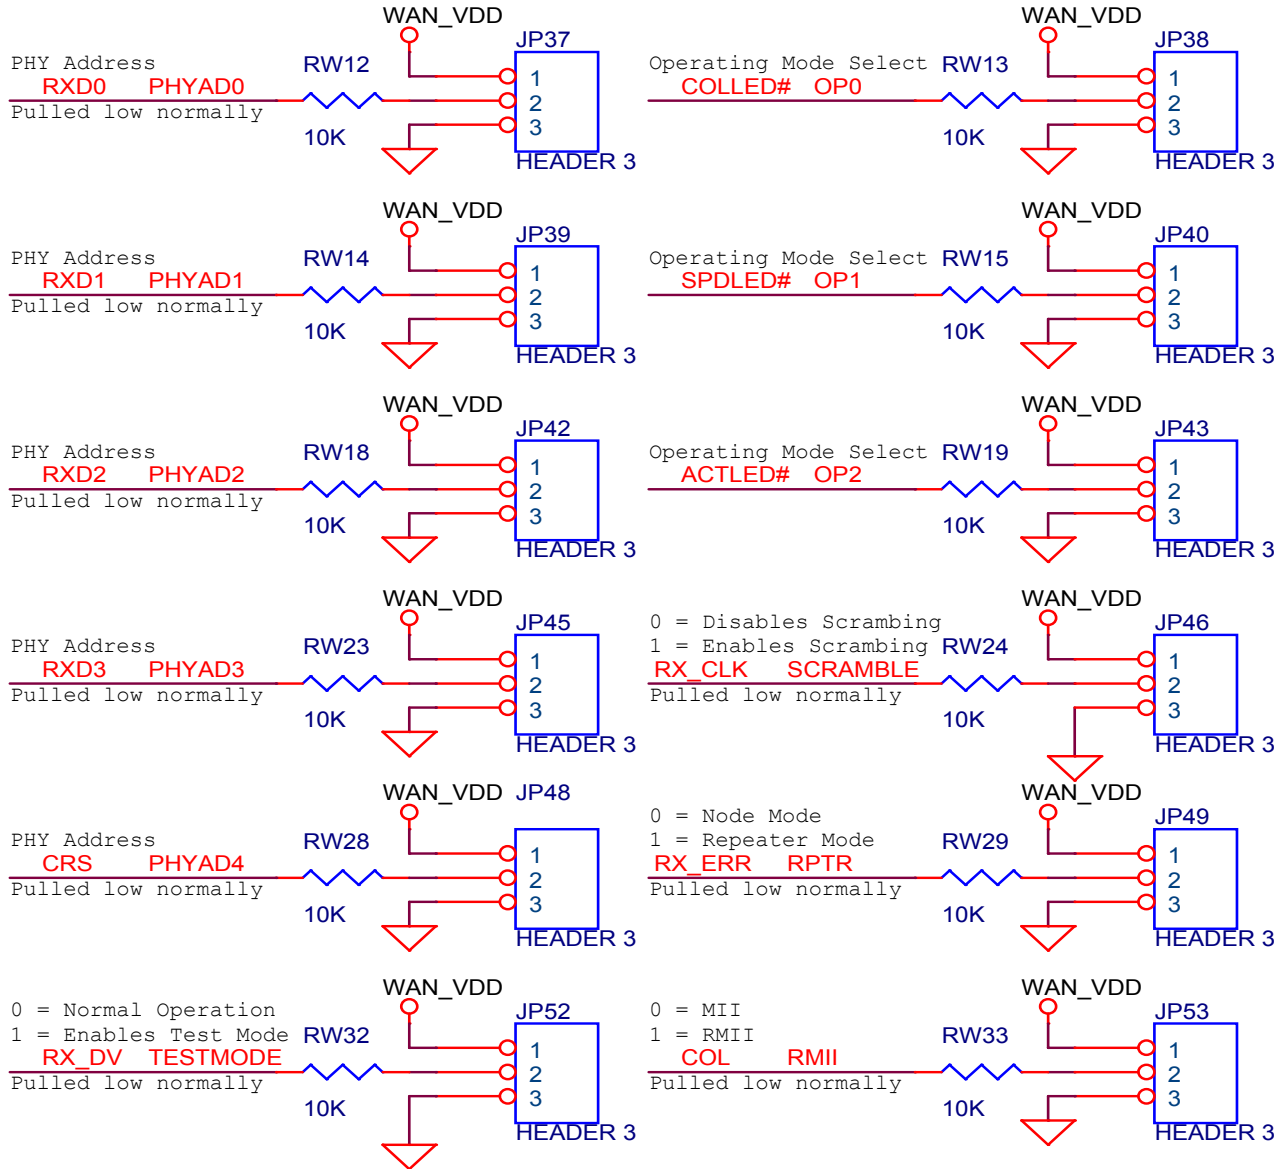 WAN_VDD
JP37
PHY Address
RW12
RXD0 PHYAD0
1
2
Pulled low normally
3
10K
HEADER 3
WAN_VDD
JP38
Operating Mode Select
RW13
COLLED# OP0
1
2
3
10K
HEADER 3
WAN_VDD
JP39
PHY Address
RW14
RXD1 PHYAD1
1
2
Pulled low normally
3
10K
HEADER 3
WAN_VDD
JP40
Operating Mode Select
RW15
SPDLED# OP1
1
2
3
10K
HEADER 3
WAN_VDD
JP42
PHY Address
RW18
RXD2 PHYAD2
1
2
Pulled low normally
3
10K
HEADER 3
WAN_VDD
JP43
Operating Mode Select
RW19
ACTLED# OP2
1
2
3
10K
HEADER 3
WAN_VDD
JP45
PHY Address
RW23
RXD3 PHYAD3
1
2
Pulled low normally
3
10K
HEADER 3
WAN_VDD
JP46
0 = Disables Scrambing
1 = Enables Scrambing
RW24
RX_CLK SCRAMBLE
1
2
Pulled low normally
3
10K
HEADER 3
WAN_VDD
JP48
PHY Address
RW28
CRS PHYAD4
1
2
Pulled low normally
3
10K
HEADER 3
WAN_VDD
JP49
0 = Node Mode
1 = Repeater Mode
RW29
RX_ERR RPTR
1
2
Pulled low normally
3
10K
HEADER 3
WAN_VDD
JP52
0 = Normal Operation
1 = Enables Test Mode
RW32
RX_DV TESTMODE
1
2
Pulled low normally
3
10K
HEADER 3
WAN_VDD
JP53
0 = MII
1 = RMII
RW33
COL RMII
1
2
Pulled low normally
3
10K
HEADER 3